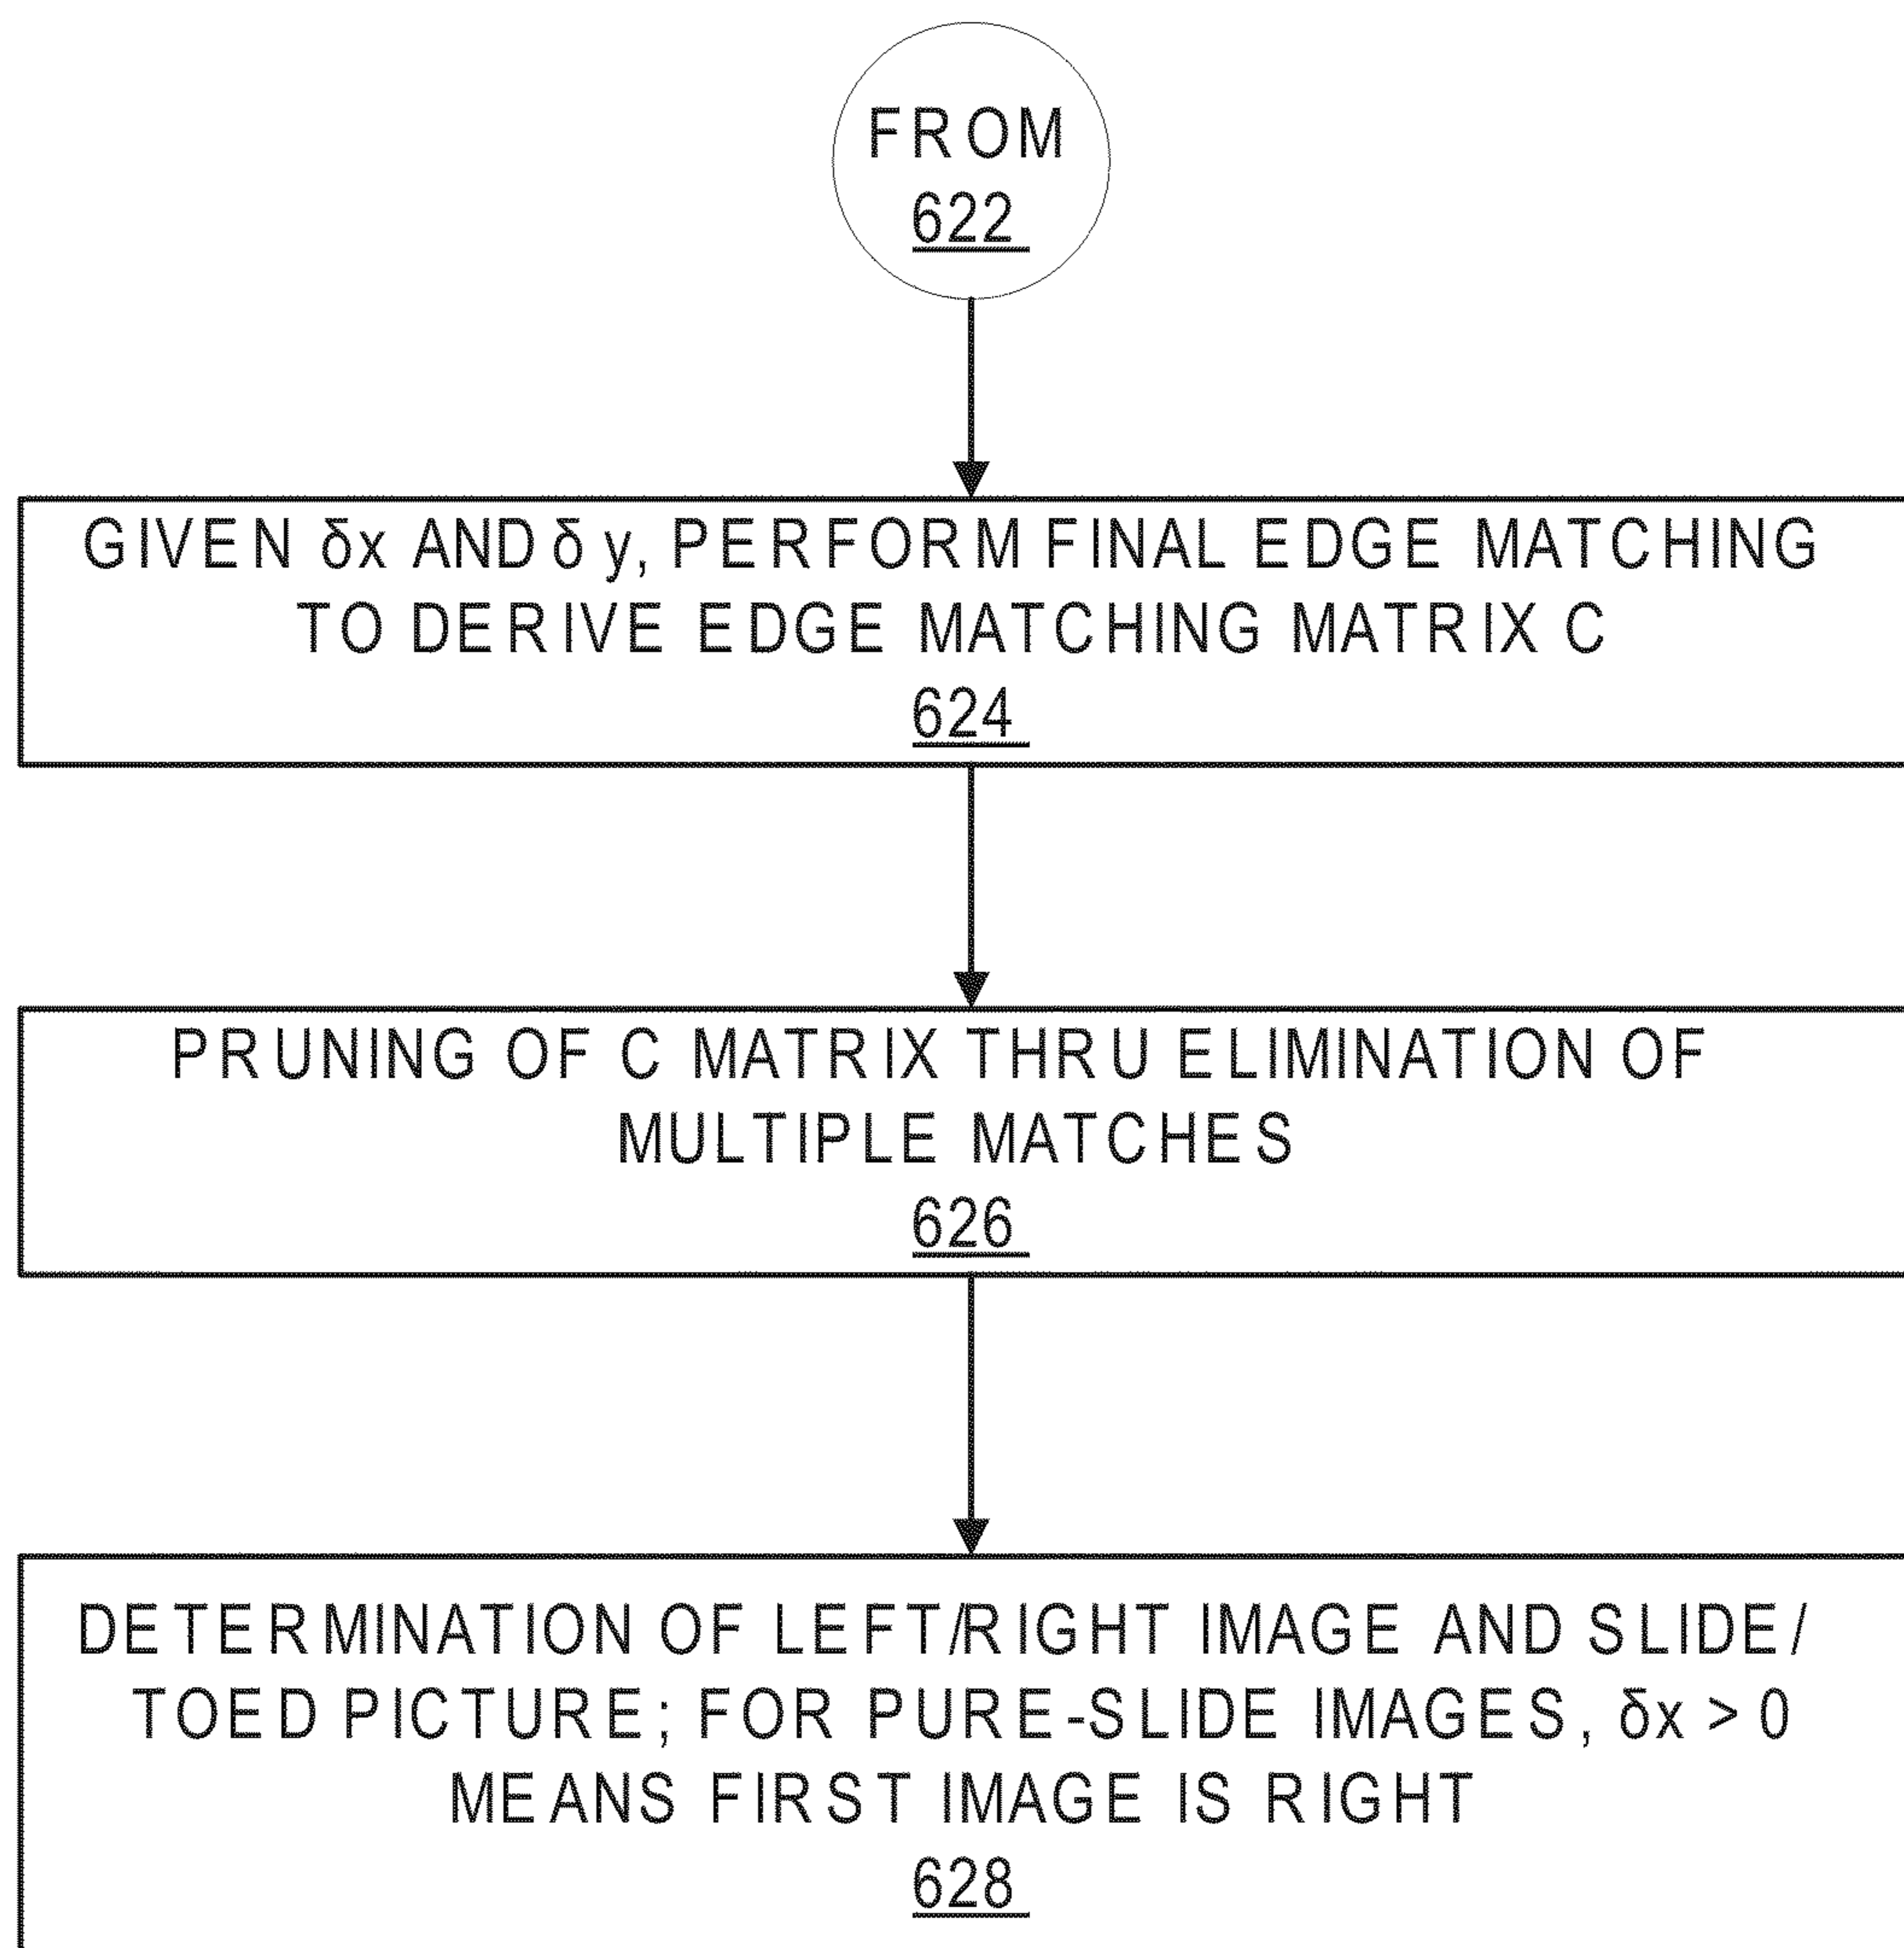 FROM
622
GIVEN δx AND δ y, PERFORM FINAL EDGE MATCHING
TO DERIVE EDGE MATCHING MATRIX C
624
PRUNING OF C MATRIX THRU ELIMINATION OF
MULTIPLE MATCHES
626
DETERMINATION OF LEFT/RIGHT IMAGE AND SLIDE/
TOED PICTURE; FOR PURE-SLIDE IMAGES, δx > 0
MEANS FIRST IMAGE IS RIGHT
628